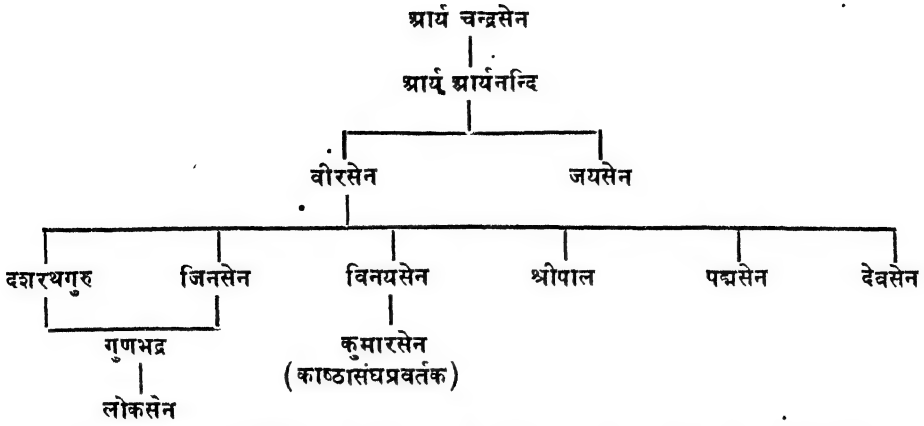 आर्य चन्द्रसेन
आर्य आर्यनन्दि
वीरसेन जयसेन
दशरथगुरु जिनसेन विनयसेन श्रीपाल पद्मसेन देवसेन
गुणभद्र कुमारसेन
(काष्ठासंघप्रवर्तक)
लोकसेन